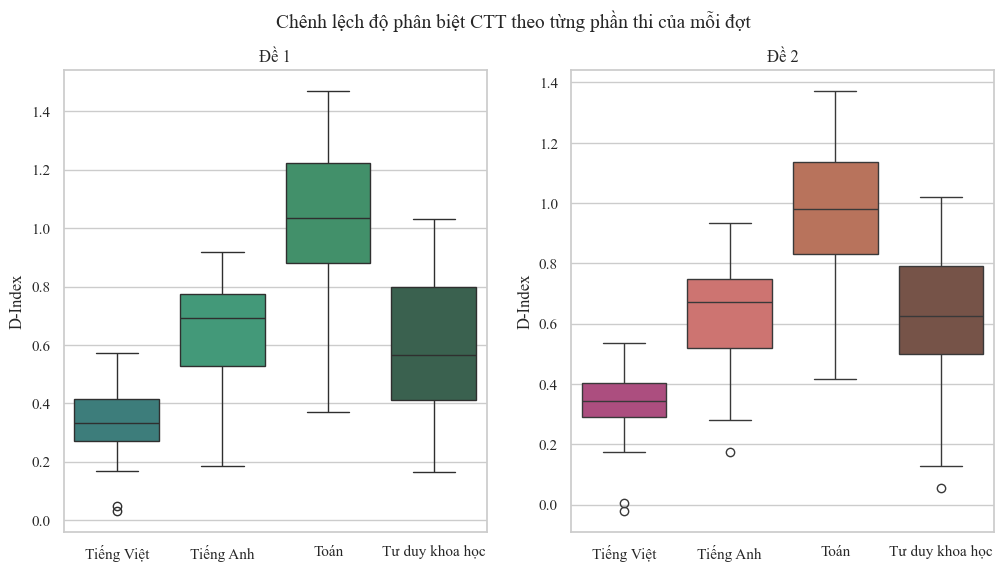 Chênh lệch độ phân biệt CTT theo từng phần thi của mỗi đợt
Đề 1
D-Index
1.4
1.2
1.0
0.8
0.6
0.4
0.2
0.0
Tiếng Việt
Tiếng Anh
Toán
Tư duy khoa học
Đề 2
D-Index
1.4
1.2
1.0
0.8
0.6
0.4
0.2
0.0
Tiếng Việt
Tiếng Anh
Toán
Tư duy khoa học